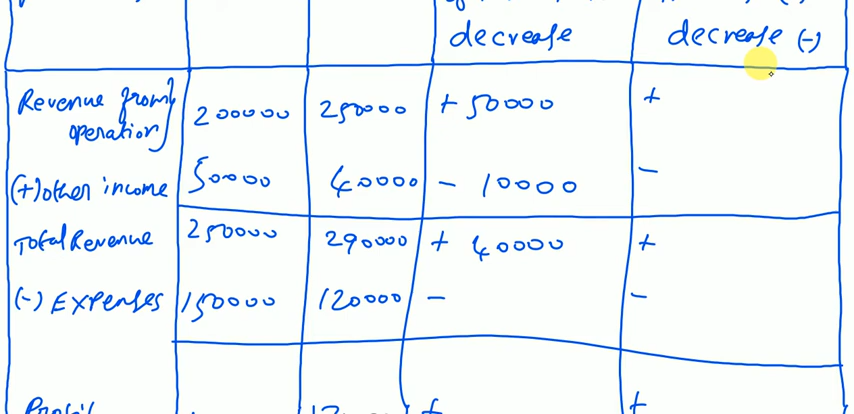 decrease decrease (-)
Revenue from
operation 200000 250000 + 50000 +
(+) other income 50000 40000 - 10000 -
Total Revenue 250000 290000 + 40000 +
(-) Expenses 150000 120000 - -
Profit + +